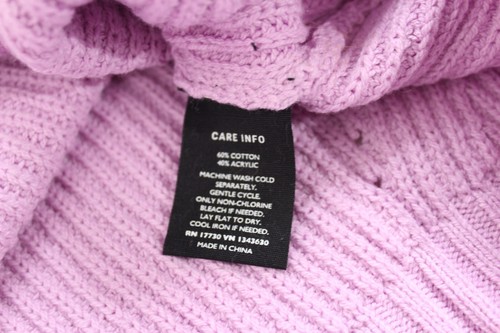 CARE INFO
60% COTTON
40% ACRYLIC
MACHINE WASH COLD
SEPARATELY.
GENTLE CYCLE.
ONLY NON-CHLORINE
BLEACH IF NEEDED.
LAY FLAT TO DRY.
COOL IRON IF NEEDED.
RN 17730 VN 1343630
MADE IN CHINA